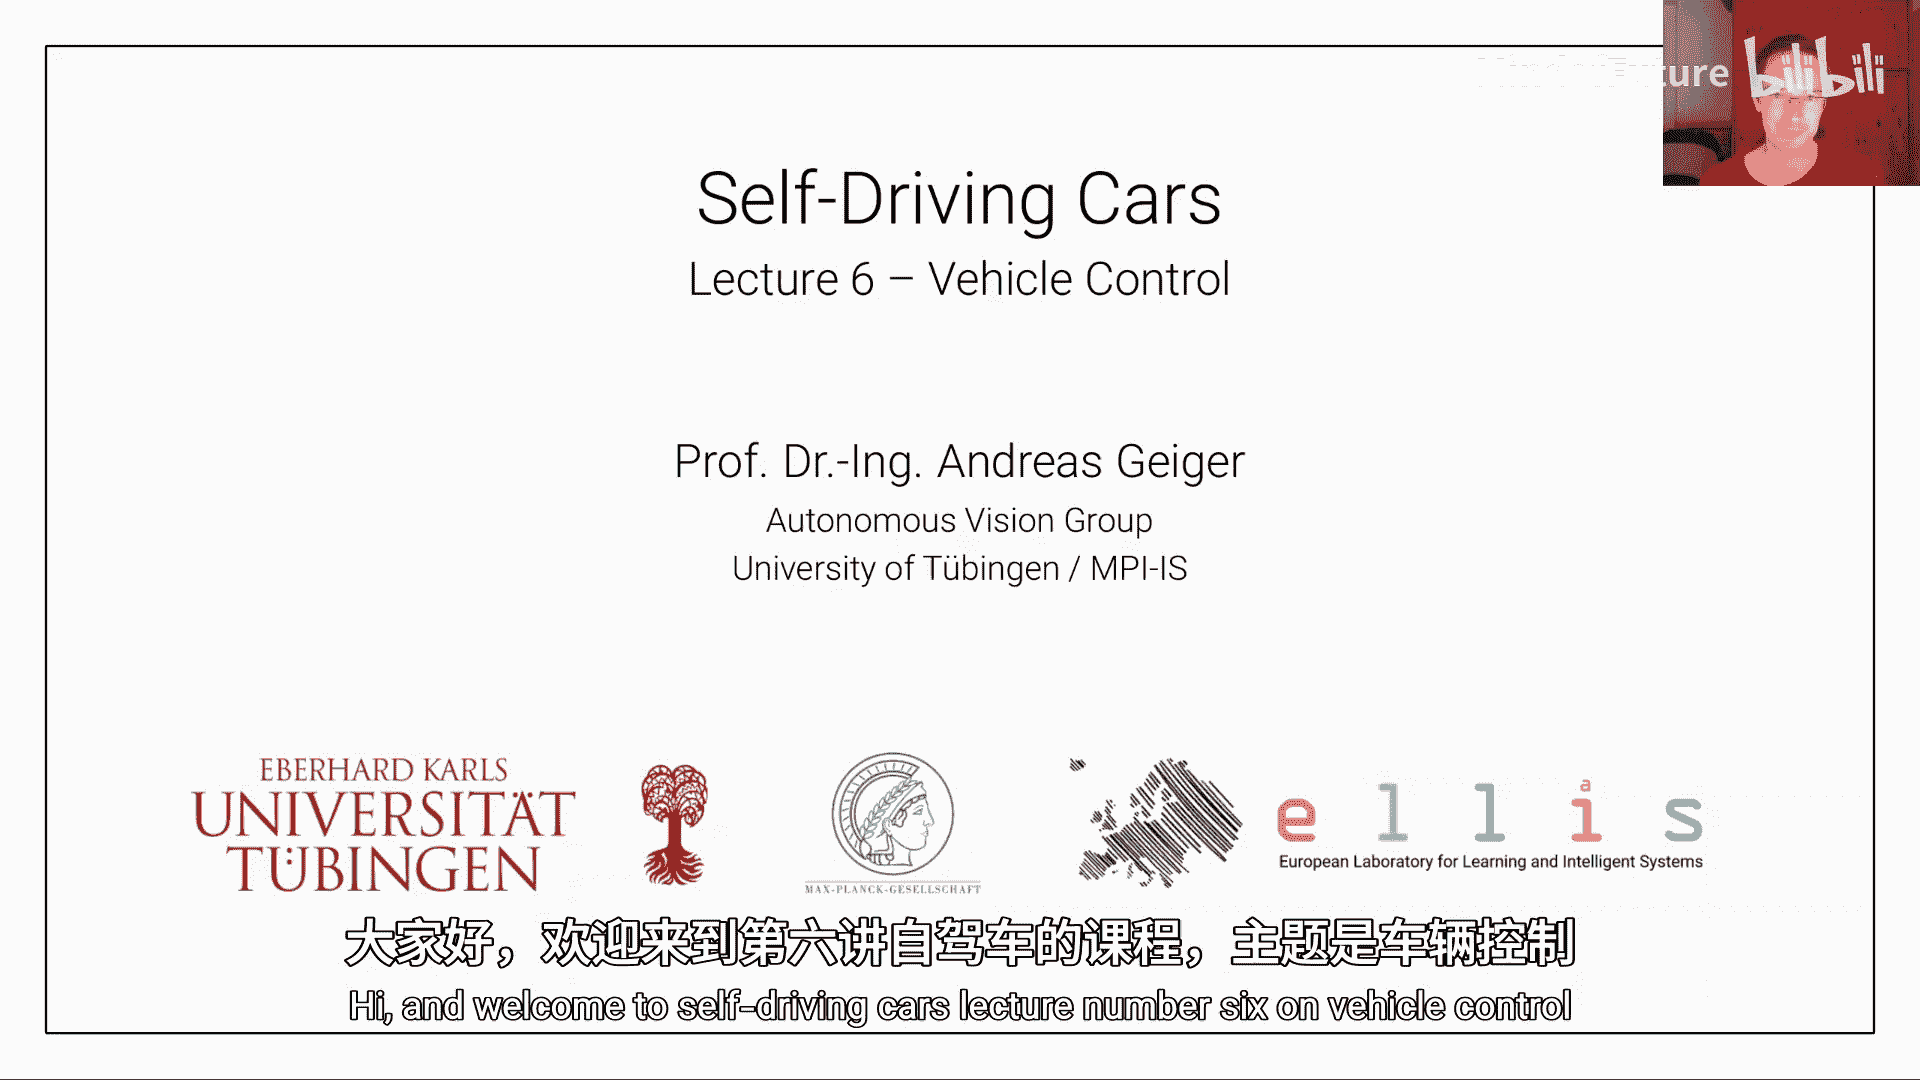 ture bilibili
Self-Driving Cars
Lecture 6 – Vehicle Control
Prof. Dr.-Ing. Andreas Geiger
Autonomous Vision Group
University of Tübingen / MPI-IS
EBERHARD KARLS
UNIVERSITÄT
TÜBINGEN
MAX-PLANCK-GESELLSCHAFT
e l l i s
a
European Laboratory for Learning and Intelligent Systems
大家好，欢迎来到第六讲自驾车的课程，主题是车辆控制
Hi, and welcome to self-driving cars lecture number six on vehicle control